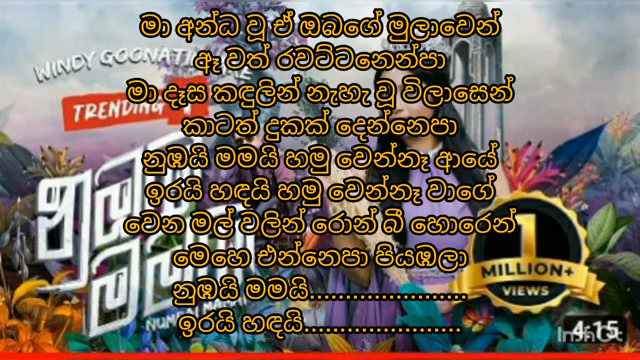 මා අන්ධ වූ ඒ ඔබගේ මුලාවෙන්
ඈ වත් රවට්ටනෙන්පා
මා දෑස කඳුලින් නැහැ වූ විලාසෙන්
කාටත් දුකක් දෙන්නෙපා
නුඹයි මමයි හමු වෙන්නෑ ආයේ
ඉරයි හඳයි හමු වෙන්නෑ වාගේ
වෙන මල් වලින් රොන් බී හොරෙන්
මෙහෙ එන්නෙපා පියඹලා
නුඹයි මමයි......................
ඉරයි හඳයි......................
WINDY GOONATI
TRENDING
1
MILLION+
VIEWS
4:15